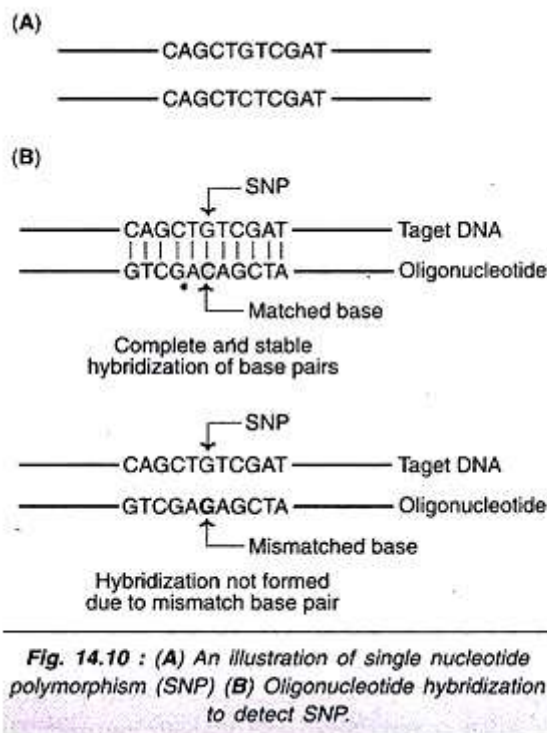 (A)
CAGCTGTCGAT
CAGCTCTCGAT
(B)
SNP
CAGCTGTCGAT Taget DNA
GTCGACAGCTA Oligonucleotide
Matched base
Complete and stable
hybridization of base pairs
SNP
CAGCTGTCGAT Taget DNA
GTCGAGAGCTA Oligonucleotide
Mismatched base
Hybridization not formed
due to mismatch base pair
Fig. 14.10 : (A) An illustration of single nucleotide
polymorphism (SNP) (B) Oligonucleotide hybridization
to detect SNP.